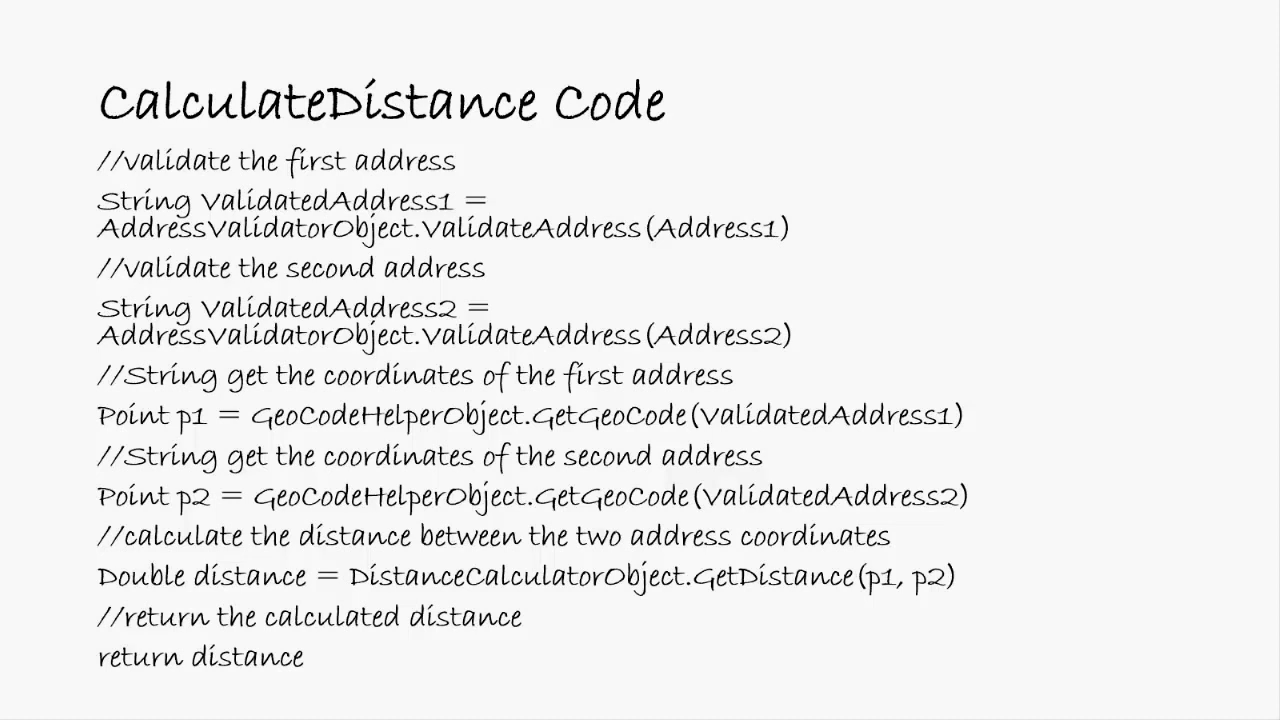 CalculateDistance Code
//validate the first address
String ValidatedAddress1 =
AddressValidatorObject.ValidateAddress(Address1)
//validate the second address
String ValidatedAddress2 =
AddressValidatorObject.ValidateAddress(Address2)
//String get the coordinates of the first address
Point p1 = GeoCodeHelperObject.GetGeoCode(ValidatedAddress1)
//String get the coordinates of the second address
Point p2 = GeoCodeHelperObject.GetGeoCode(ValidatedAddress2)
//calculate the distance between the two address coordinates
Double distance = DistanceCalculatorObject.GetDistance(p1, p2)
//return the calculated distance
return distance